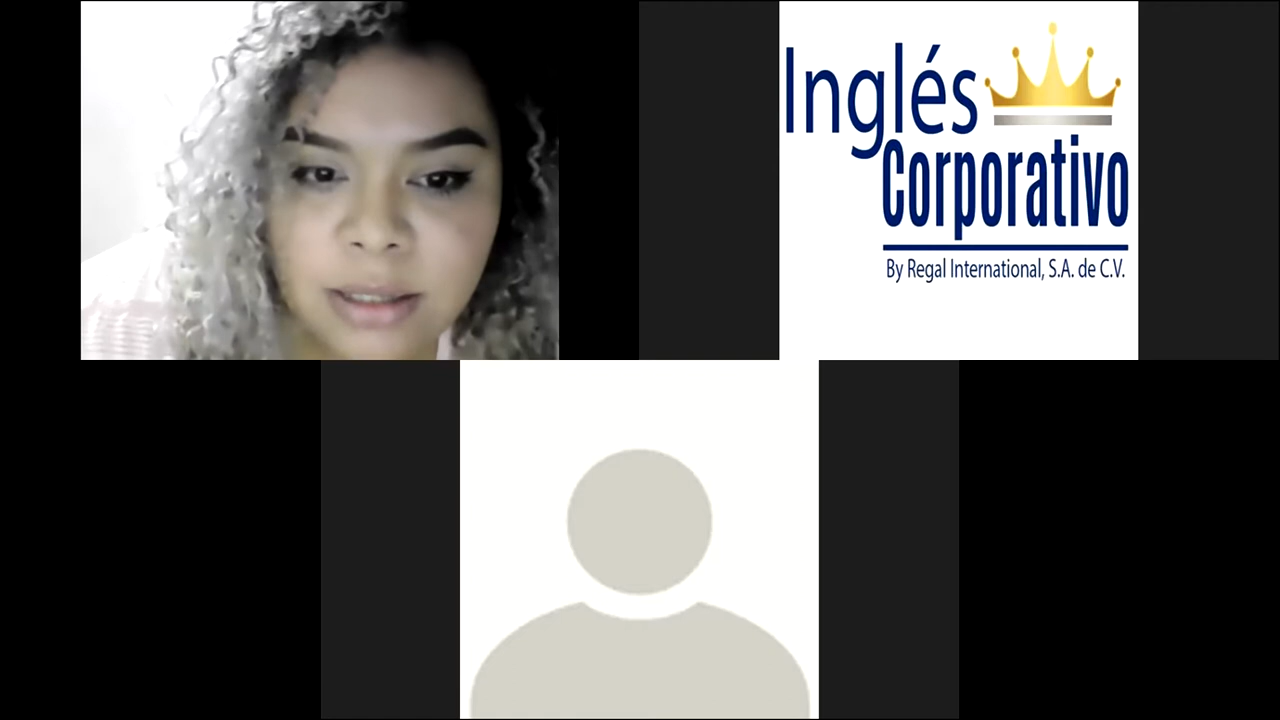 Inglés
Corporativo
By Regal International, S.A. de C.V.